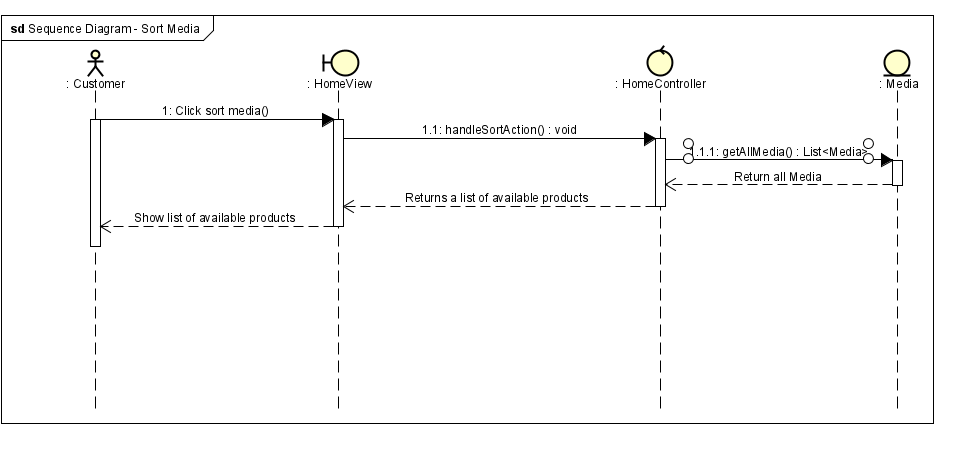 sd Sequence Diagram - Sort Media
: Customer
: HomeView
: HomeController
: Media
1: Click sort media()
1.1: handleSortAction() : void
1.1.1: getAllMedia() : List<Media>
Return all Media
Returns a list of available products
Show list of available products